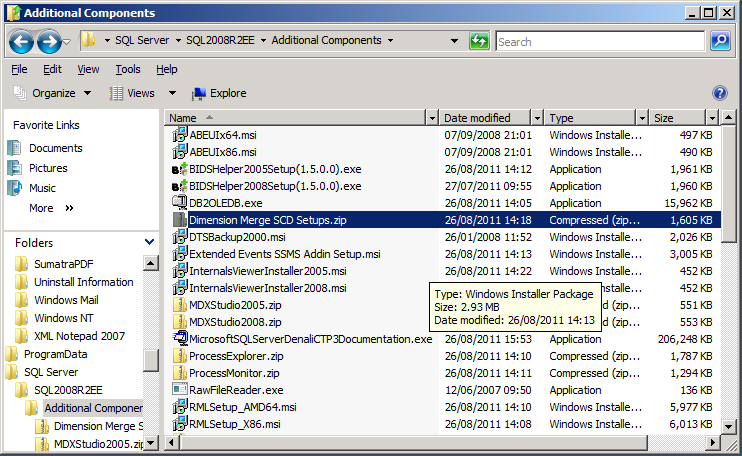 Additional Components
SQL Server SQL2008R2EE Additional Components Search
File Edit View Tools Help
Organize Views Explore
Favorite Links
Documents
Pictures
Music
More »
Folders
SumatraPDF
Uninstall Information
Windows Mail
Windows NT
XML Notepad 2007
ProgramData
SQL Server
SQL2008R2EE
Additional Componen
Dimension Merge S
MDXStudio2005.zip
Name Date modified Type Size
ABEUIx64.msi 07/09/2008 21:01 Windows Installe... 497 KB
ABEUIx86.msi 07/09/2008 21:01 Windows Installe... 490 KB
BIDSHelper2005Setup(1.5.0.0).exe 26/08/2011 14:12 Application 1,961 KB
BIDSHelper2008Setup(1.5.0.0).exe 27/07/2011 09:55 Application 1,960 KB
DB2OLEDB.exe 26/08/2011 14:05 Application 15,962 KB
Dimension Merge SCD Setups.zip 26/08/2011 14:18 Compressed (zip... 1,605 KB
DTSBackup2000.msi 26/01/2008 11:52 Windows Installe... 2,026 KB
Extended Events SSMS Addin Setup.msi 26/08/2011 14:13 Windows Installe... 3,005 KB
InternalsViewerInstaller2005.msi 26/08/2011 14:22 Windows Installe... 452 KB
InternalsViewerInstaller2008.msi 452 KB
MDXStudio2005.zip 551 KB
MDXStudio2008.zip 553 KB
Type: Windows Installer Package
Size: 2.93 MB
Date modified: 26/08/2011 14:13
MicrosoftSQLServerDenaliCTP3Documentation.exe 26/08/2011 15:53 Application 206,248 KB
ProcessExplorer.zip 26/08/2011 14:10 Compressed (zip... 1,787 KB
ProcessMonitor.zip 26/08/2011 14:11 Compressed (zip... 1,294 KB
RawFileReader.exe 12/06/2007 09:50 Application 136 KB
RMLSetup_AMD64.msi 26/08/2011 14:10 Windows Installe... 5,977 KB
RMLSetup_X86.msi 26/08/2011 14:08 Windows Installe... 6,013 KB